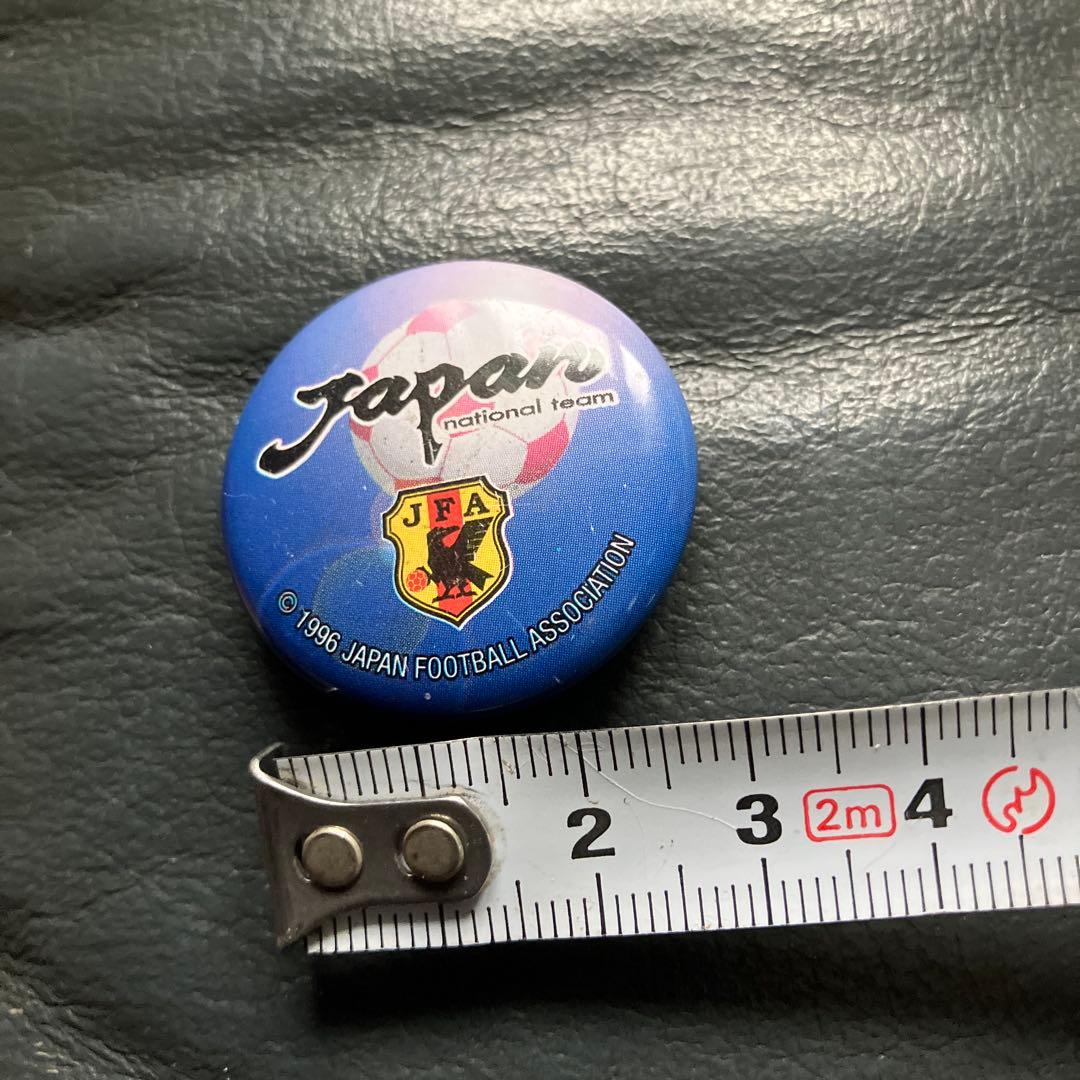 Japan
national team
JFA
© 1996 JAPAN FOOTBALL ASSOCIATION
2 3 2m 4